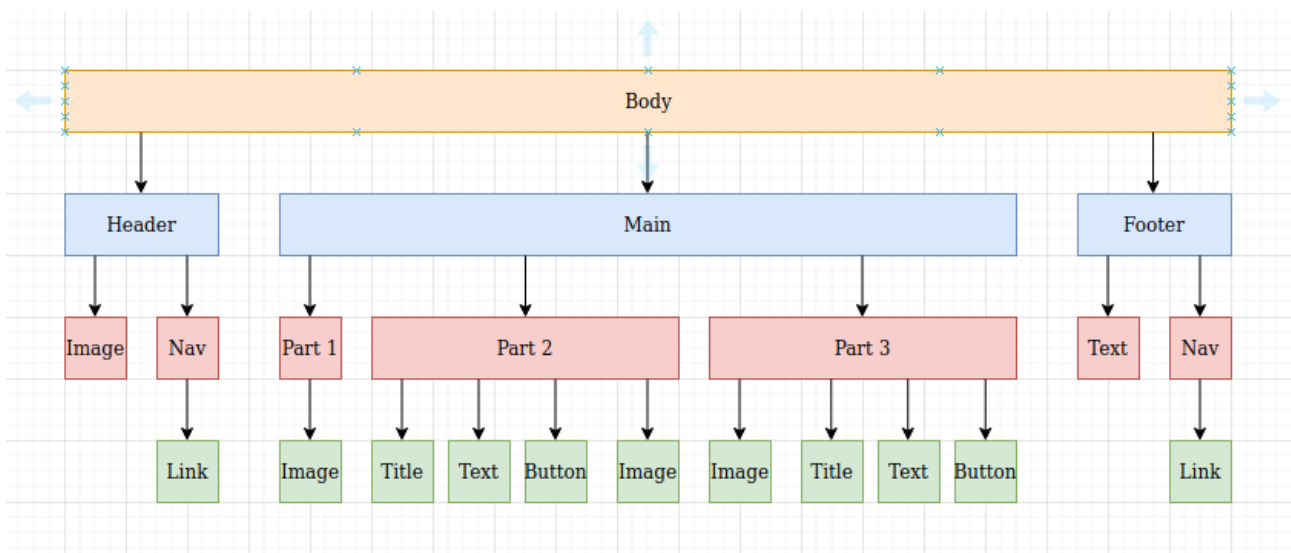 Body
Header
Main
Footer
Image
Nav
Part 1
Part 2
Part 3
Text
Nav
Link
Image
Title
Text
Button
Image
Image
Title
Text
Button
Link